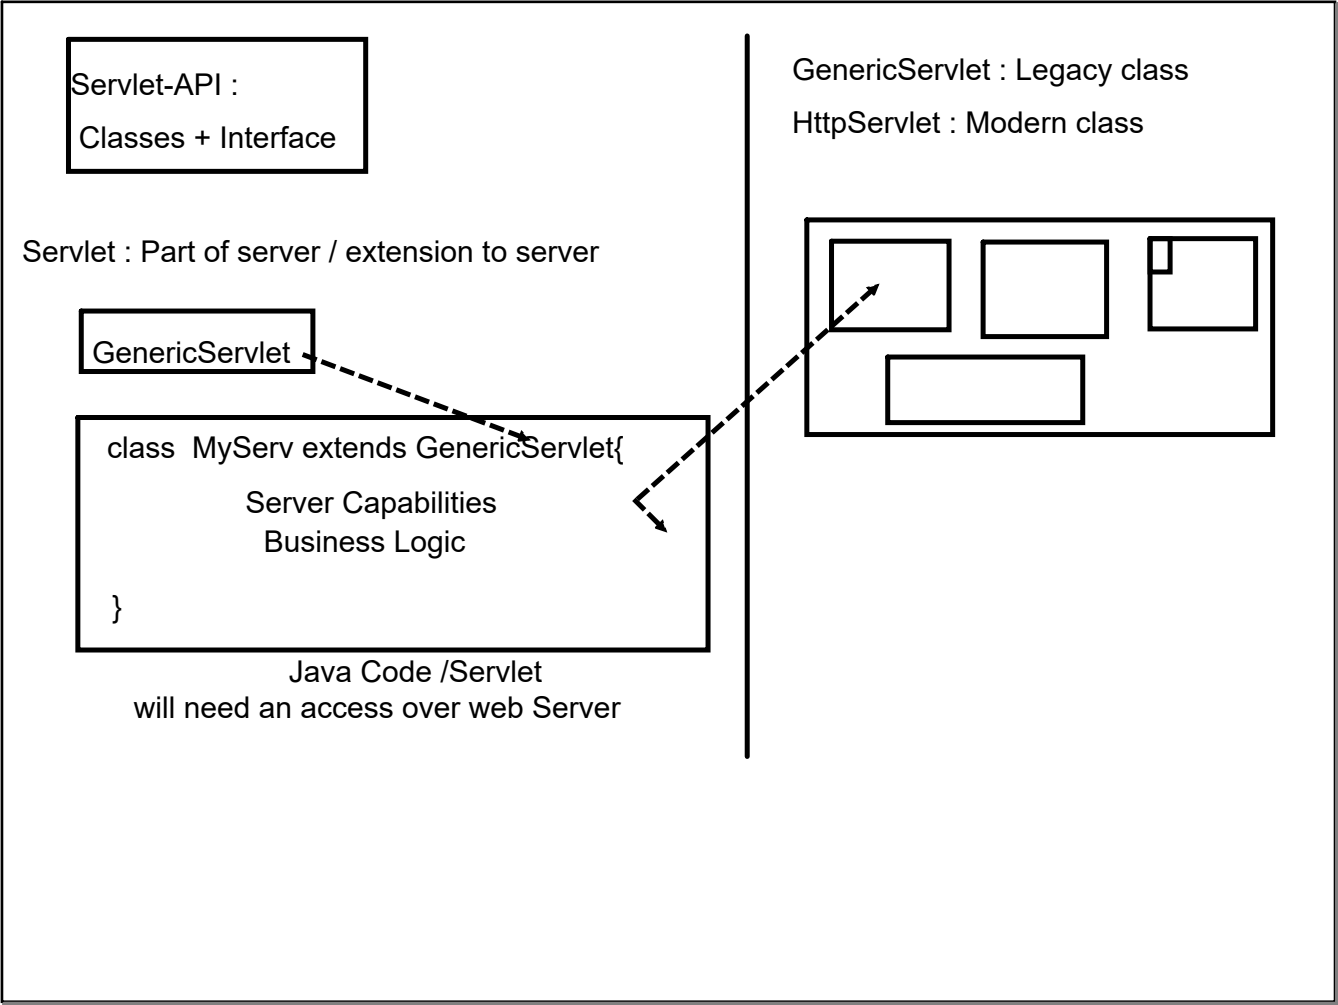 Servlet-API :
Classes + Interface
Servlet : Part of server / extension to server
GenericServlet
class  MyServ extends GenericServlet{
Server Capabilities
Business Logic
}
Java Code /Servlet
will need an access over web Server
GenericServlet : Legacy class
HttpServlet : Modern class